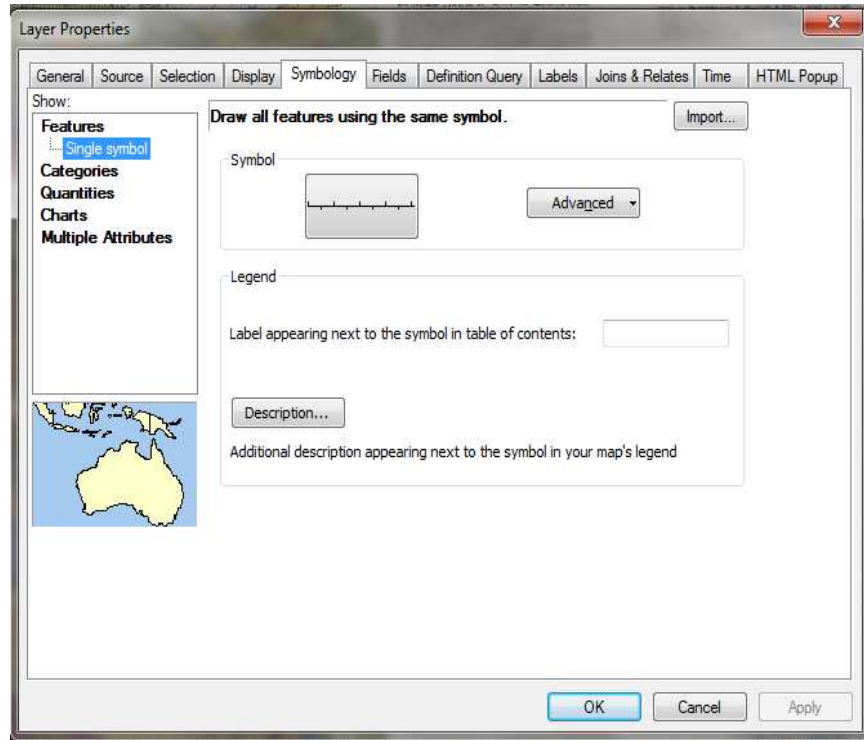 Layer Properties
General Source Selection Display Symbology Fields Definition Query Labels Joins & Relates Time HTML Popup
Show:
Features
Single symbol
Categories
Quantities
Charts
Multiple Attributes
Draw all features using the same symbol.
Import...
Symbol
Advanced
Legend
Label appearing next to the symbol in table of contents:
Description...
Additional description appearing next to the symbol in your map's legend
OK Cancel Apply